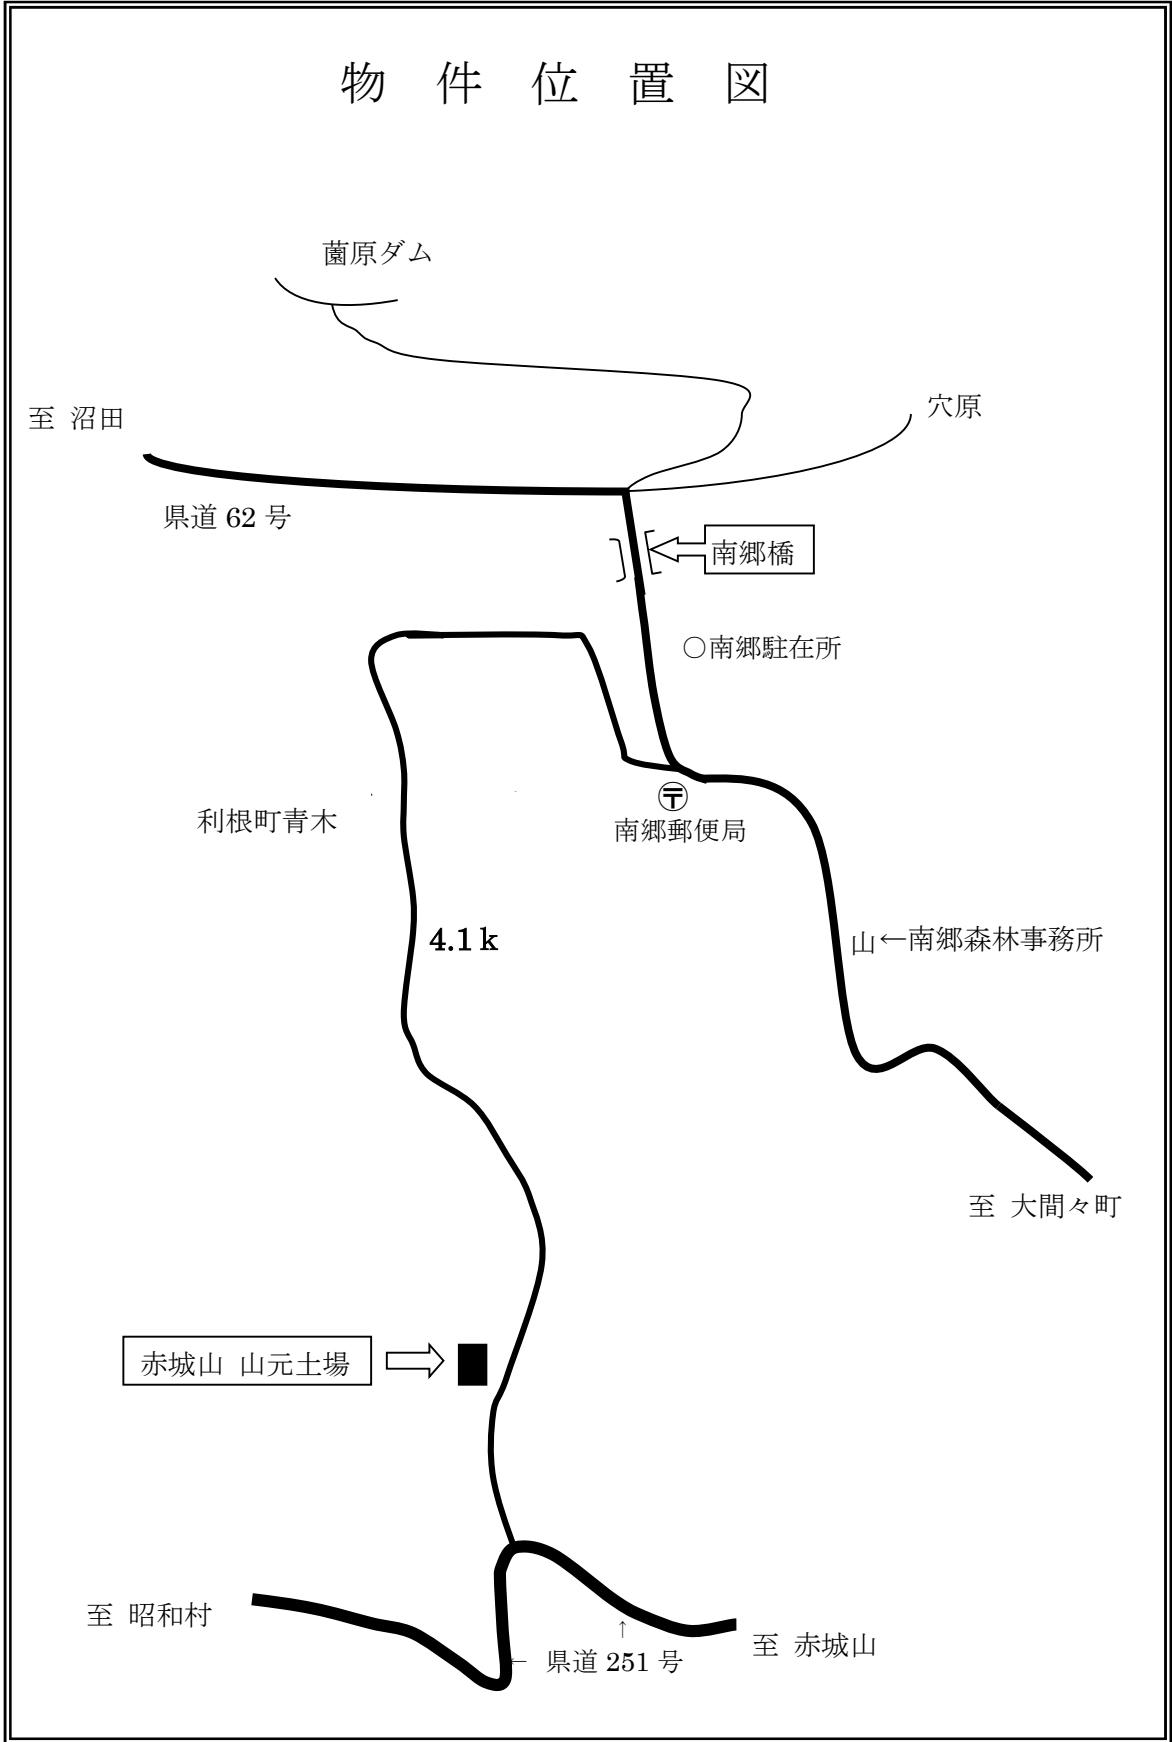 物件位置図
薗原ダム
至 沼田
穴原
県道 62 号
南郷橋
○南郷駐在所
〒
利根町青木
南郷郵便局
4.1k
山←南郷森林事務所
至 大間々町
赤城山 山元土場
至 昭和村
↑
至 赤城山
← 県道 251 号